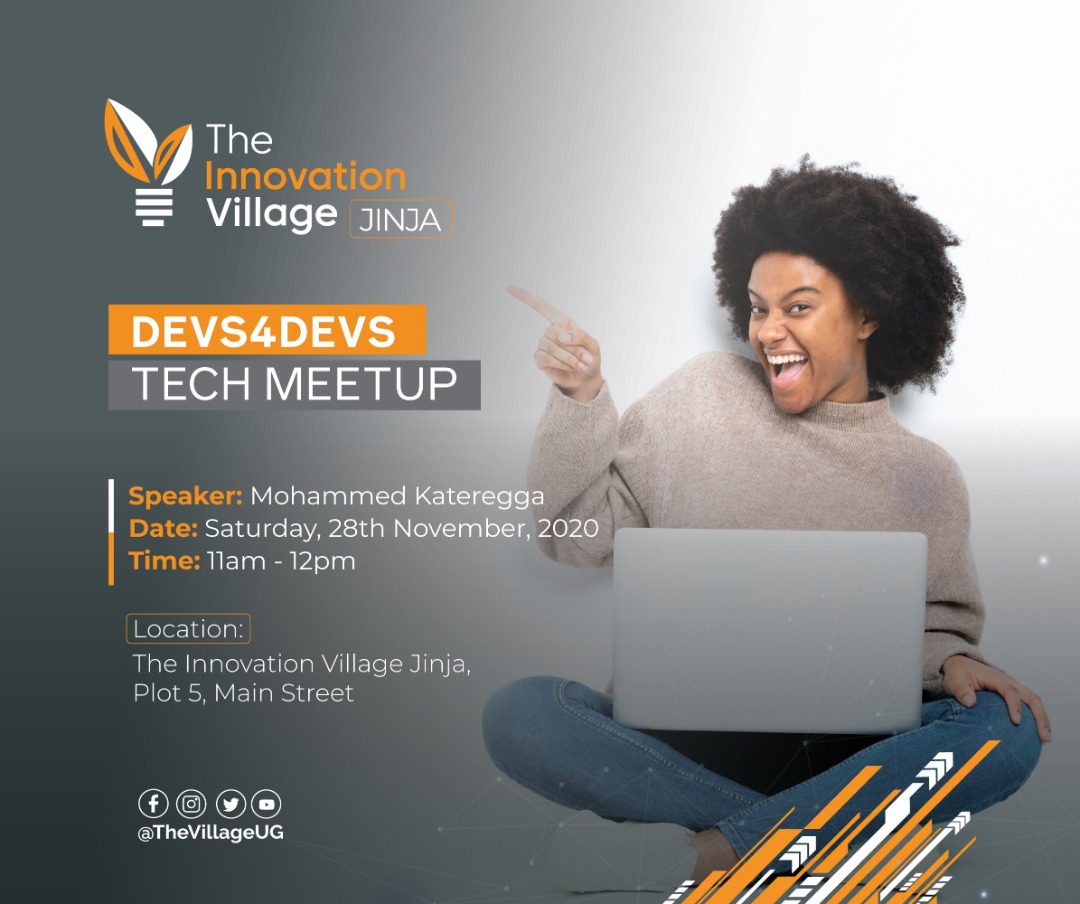 The
Innovation
Village JINJA
DEVS4DEVS
TECH MEETUP
Speaker: Mohammed Kateregga
Date: Saturday, 28th November, 2020
Time: 11am - 12pm
Location:
The Innovation Village Jinja,
Plot 5, Main Street
@TheVillageUG